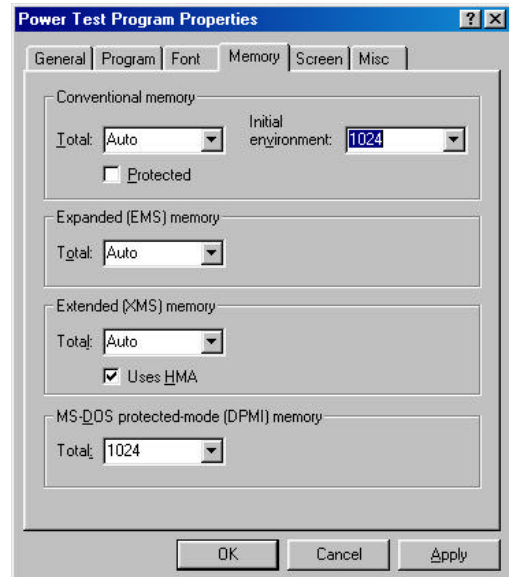 Power Test Program Properties
General Program Font Memory Screen Misc
Conventional memory
Total: Auto
Initial environment: 1024
Protected
Expanded (EMS) memory
Total: Auto
Extended (XMS) memory
Total: Auto
Uses HMA
MS-DOS protected-mode (DPMI) memory
Total: 1024
OK Cancel Apply